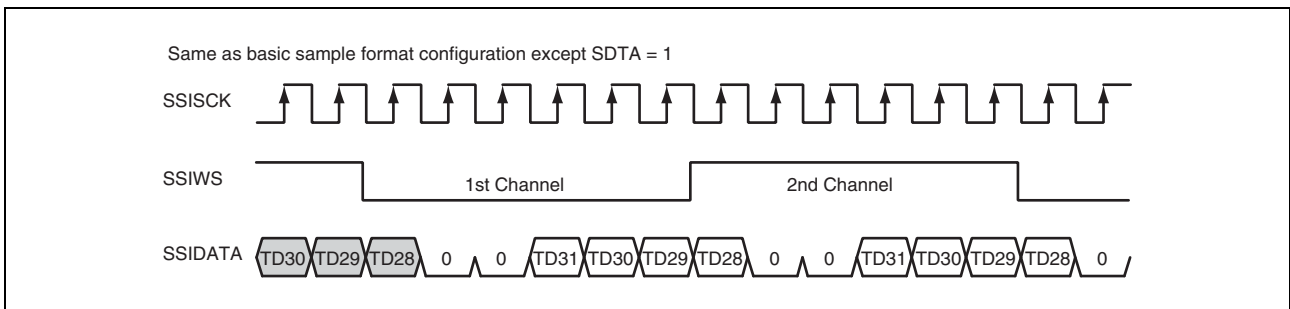 Same as basic sample format configuration except SDTA = 1
SSISCK
SSIWS 1st Channel 2nd Channel
SSIDATA TD30 TD29 TD28 0 0 TD31 TD30 TD29 TD28 0 0 TD31 TD30 TD29 TD28 0